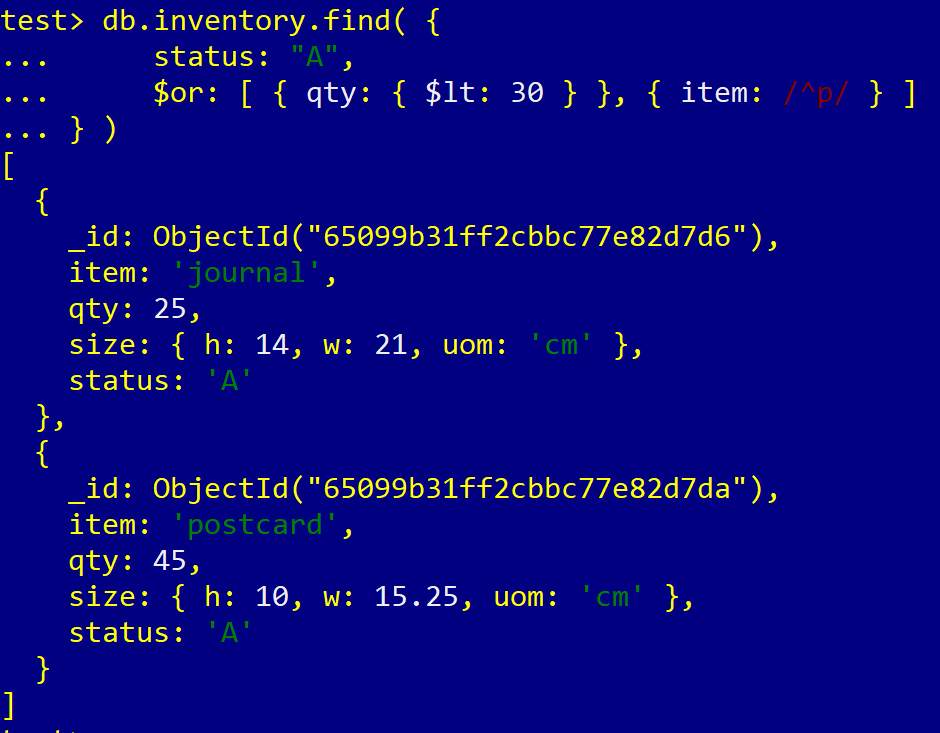 test> db.inventory.find( {
...      status: "A",
...      $or: [ { qty: { $lt: 30 } }, { item: /^p/ } ]
... } )
[
  {
    _id: ObjectId("65099b31ff2cbbc77e82d7d6"),
    item: 'journal',
    qty: 25,
    size: { h: 14, w: 21, uom: 'cm' },
    status: 'A'
  },
  {
    _id: ObjectId("65099b31ff2cbbc77e82d7da"),
    item: 'postcard',
    qty: 45,
    size: { h: 10, w: 15.25, uom: 'cm' },
    status: 'A'
  }
]